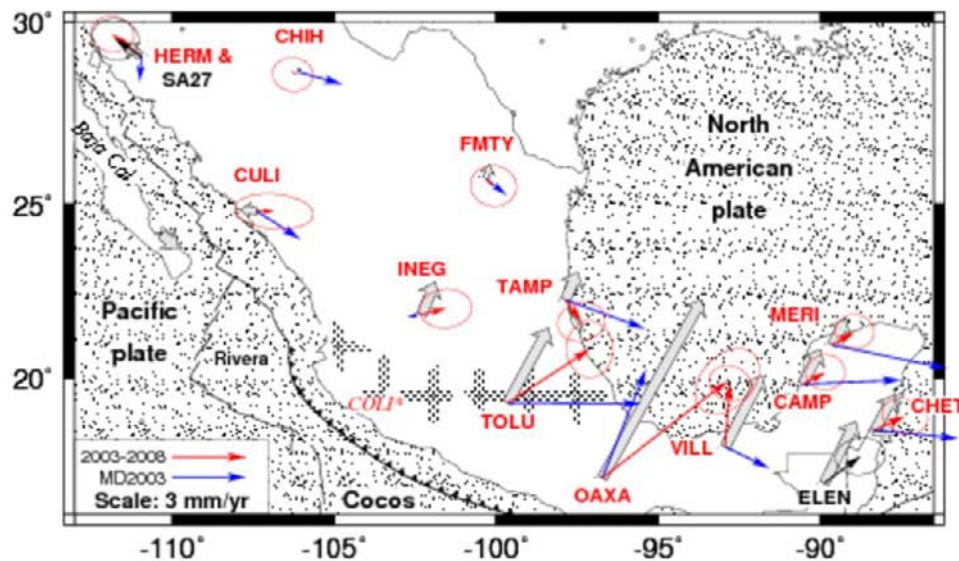 30°
25°
20°
-110°
-105°
-100°
-95°
-90°
HERM &
SA27
CHIH
FMTY
North
American
plate
Baja Cal
CULI
INEG
TAMP
MERI
Pacific
plate
Rivera
COLI*
TOLU
CAMP
CHET
VILL
OAXA
ELEN
2003-2008
MD2003
Scale: 3 mm/yr
Cocos